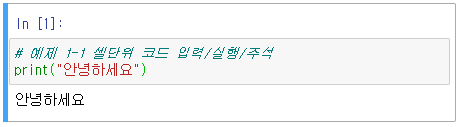 In [1]:
# 예제 1-1 셀단위 코드 입력/실행/주석
print("안녕하세요")
안녕하세요